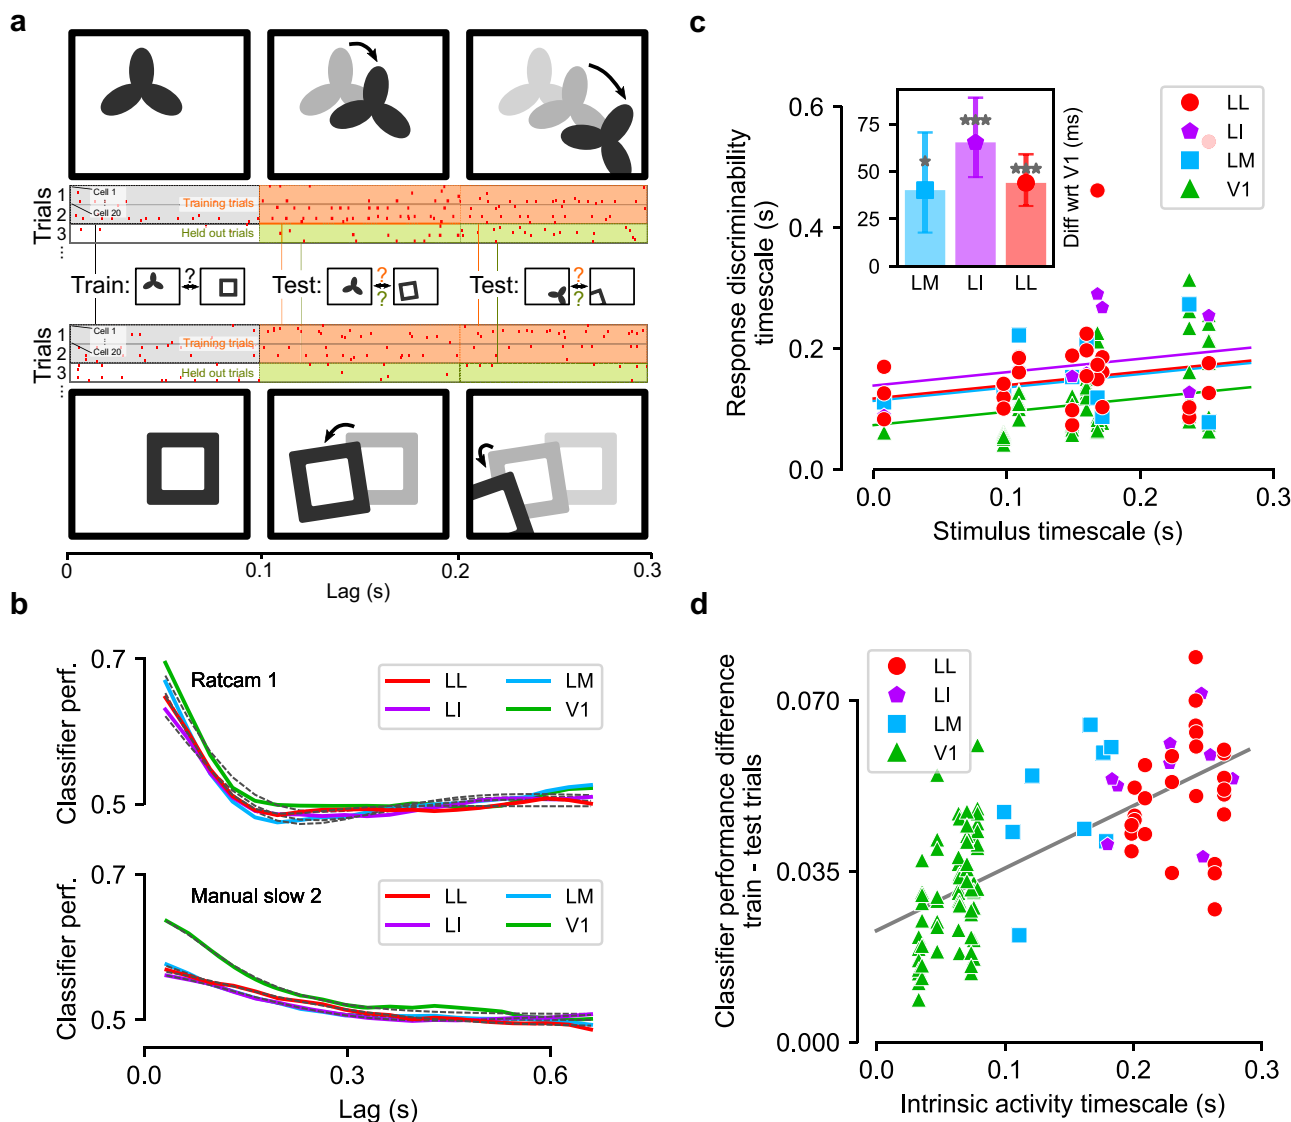 a
Trials
1
2
3
...
Cell 1
Cell 20
Training trials
Held out trials
Train:
?
Test:
?
?
Test:
?
?
Trials
1
2
3
...
Cell 1
Cell 20
Training trials
Held out trials
0
0.1
0.2
0.3
Lag (s)
b
Classifier perf.
0.7
0.5
Ratcam 1
LL
LM
LI
V1
Classifier perf.
0.7
0.5
Manual slow 2
LL
LM
LI
V1
0.0
0.3
0.6
Lag (s)
c
Response discriminability
timescale (s)
0.6
0.4
0.2
0.0
75
50
25
0
LM
LI
LL
Diff wrt V1 (ms)
LL
LI
LM
V1
0.0
0.1
0.2
0.3
Stimulus timescale (s)
d
Classifier performance difference
train - test trials
0.070
0.035
0.000
LL
LI
LM
V1
0.0
0.1
0.2
0.3
Intrinsic activity timescale (s)